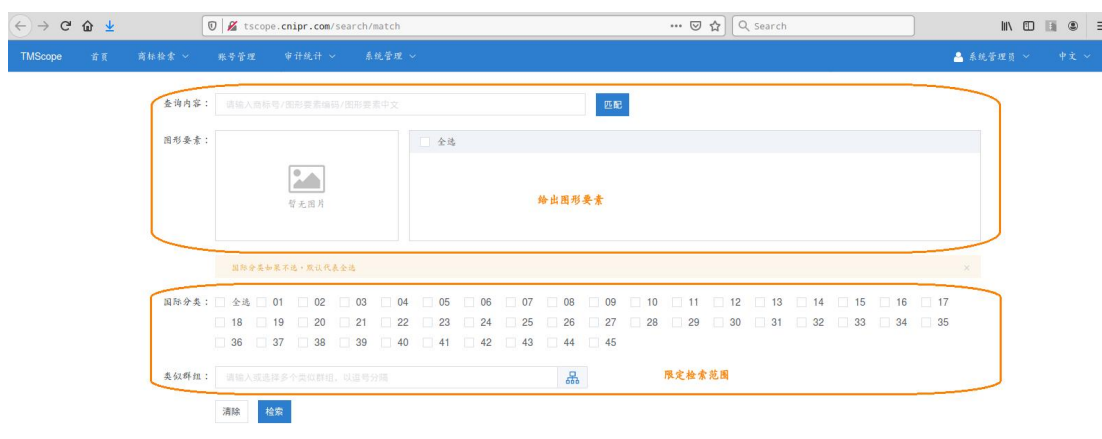 tscope.cnipr.com/search/match
Search
TMScope 首页 商标检索 账号管理 审计统计 系统管理 系统管理员 中文
查询内容: 请输入商标号/图形要素编码/图形要素中文 匹配
图形要素: 全选
暂无图片
给出图形要素
国际分类如果不选,默认代表全选 ×
国际分类: 全选 01 02 03 04 05 06 07 08 09 10 11 12 13 14 15 16 17
18 19 20 21 22 23 24 25 26 27 28 29 30 31 32 33 34 35
36 37 38 39 40 41 42 43 44 45
类似群组: 请输入或选择多个类似群组, 以逗号分隔 限定检索范围
清除 检索